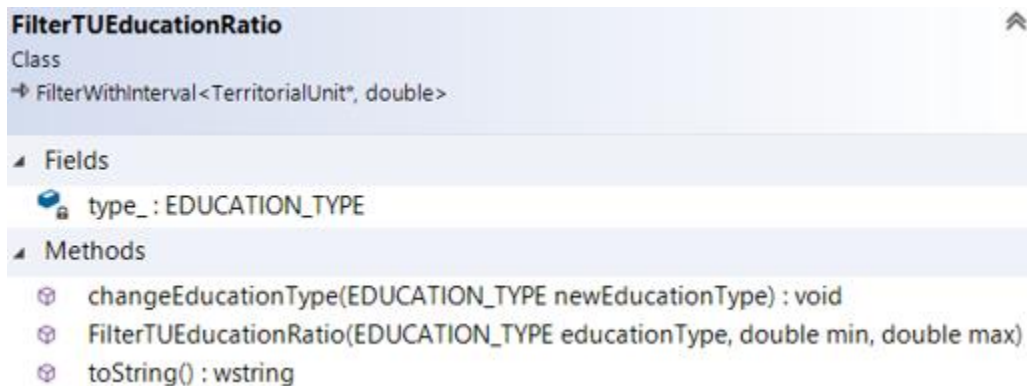 FilterTUEducationRatio
Class
FilterWithInterval<TerritorialUnit*, double>
Fields
type_ : EDUCATION_TYPE
Methods
changeEducationType(EDUCATION_TYPE newEducationType) : void
FilterTUEducationRatio(EDUCATION_TYPE educationType, double min, double max)
toString() : wstring